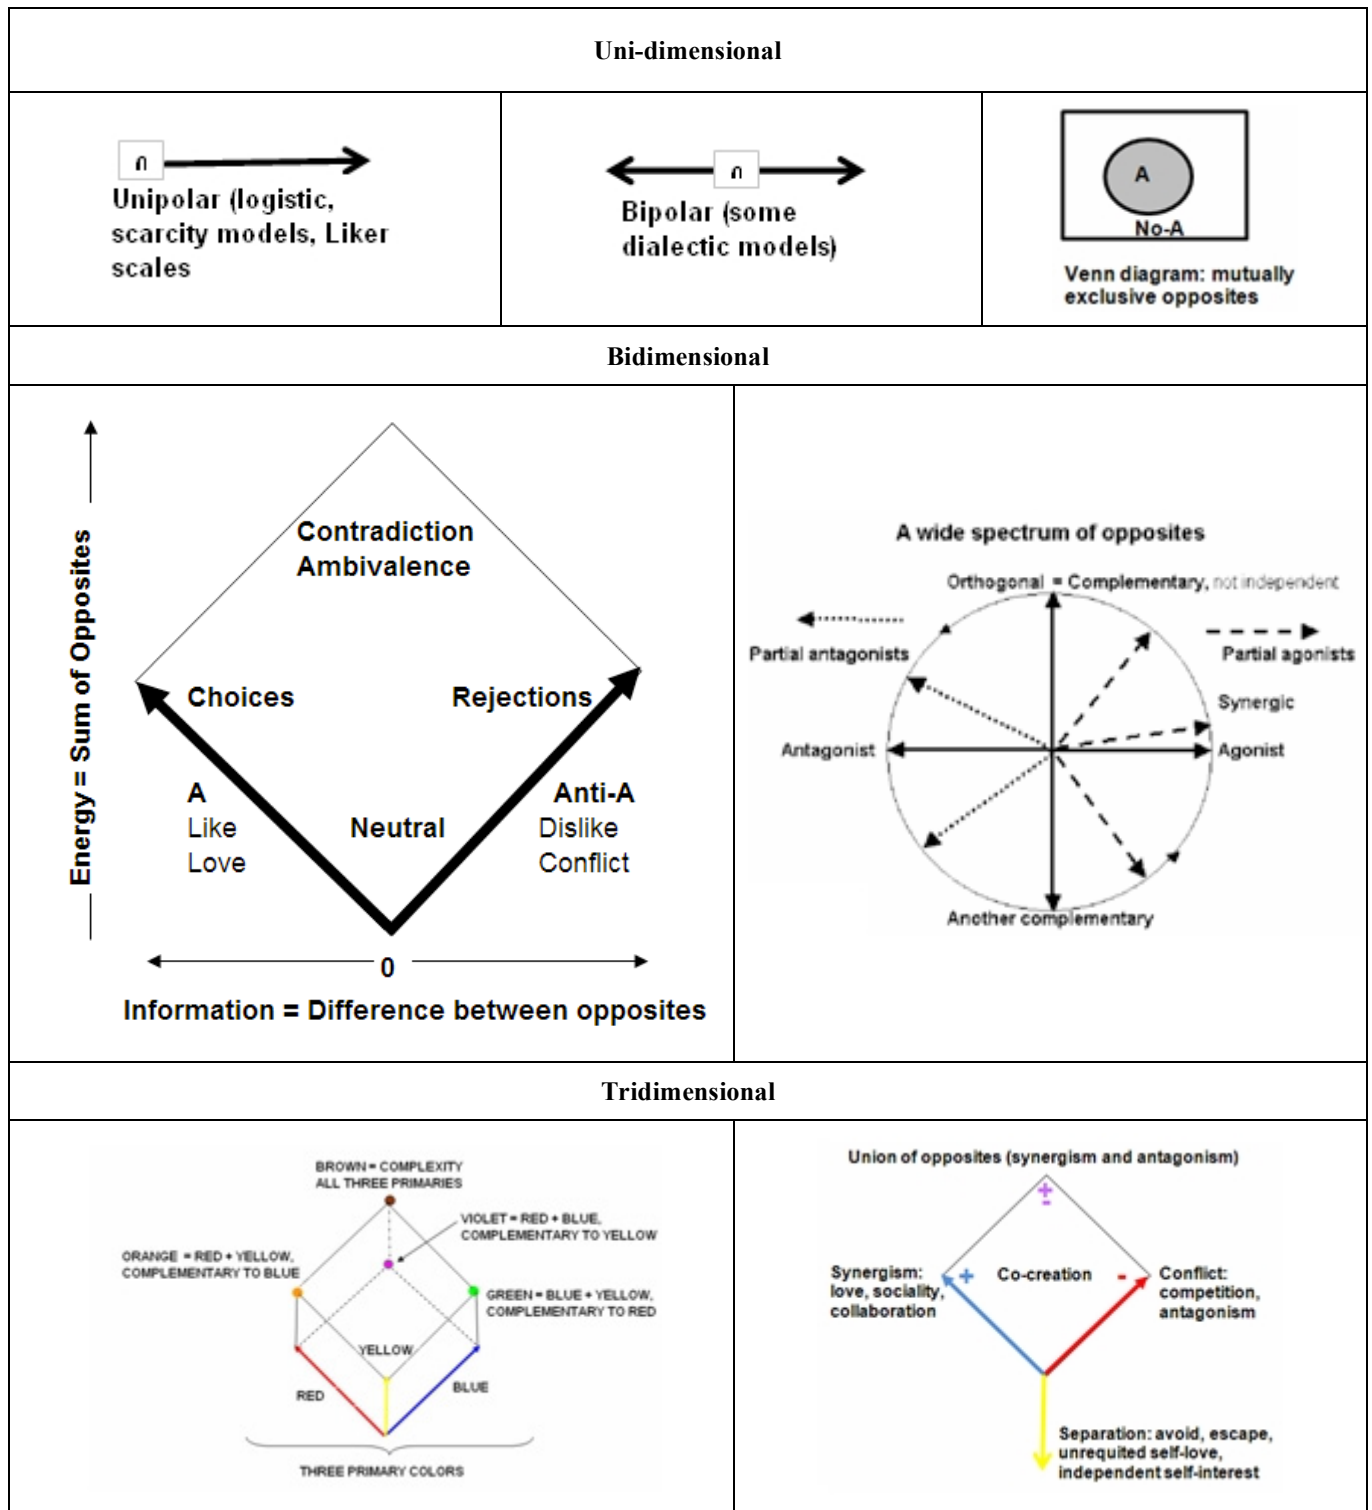 Uni-dimensional
n
Unipolar (logistic,
scarcity models, Liker
scales
n
Bipolar (some
dialectic models)
A
No-A
Venn diagram: mutually
exclusive opposites
Bidimensional
Energy = Sum of Opposites
Contradiction
Ambivalence
Choices
Rejections
A
Like
Love
Neutral
Anti-A
Dislike
Conflict
0
Information = Difference between opposites
A wide spectrum of opposites
Orthogonal = Complementary, not independent
Partial antagonists
Partial agonists
Synergic
Antagonist
Agonist
Another complementary
Tridimensional
BROWN = COMPLEXITY
ALL THREE PRIMARIES
VIOLET = RED + BLUE,
COMPLEMENTARY TO YELLOW
ORANGE = RED + YELLOW,
COMPLEMENTARY TO BLUE
GREEN = BLUE + YELLOW,
COMPLEMENTARY TO RED
YELLOW
RED
BLUE
THREE PRIMARY COLORS
Union of opposites (synergism and antagonism)
+
-
Synergism:
love, sociality,
collaboration
+
Co-creation
-
Conflict:
competition,
antagonism
Separation: avoid, escape,
unrequited self-love,
independent self-interest